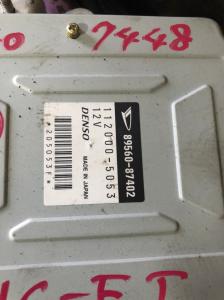 7448
89560-87402
112000-5053
12V
DENSO
MADE IN JAPAN
*205053F*